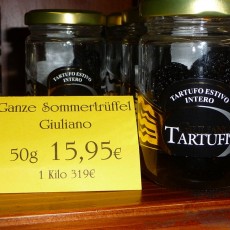 Ganze Sommertrüffel
Giuliano
50g 15,95€
1 Kilo 319€
TARTUFO ESTIVO
INTERO
TARTUFI
TARTUFO ESTIVO
INTERO